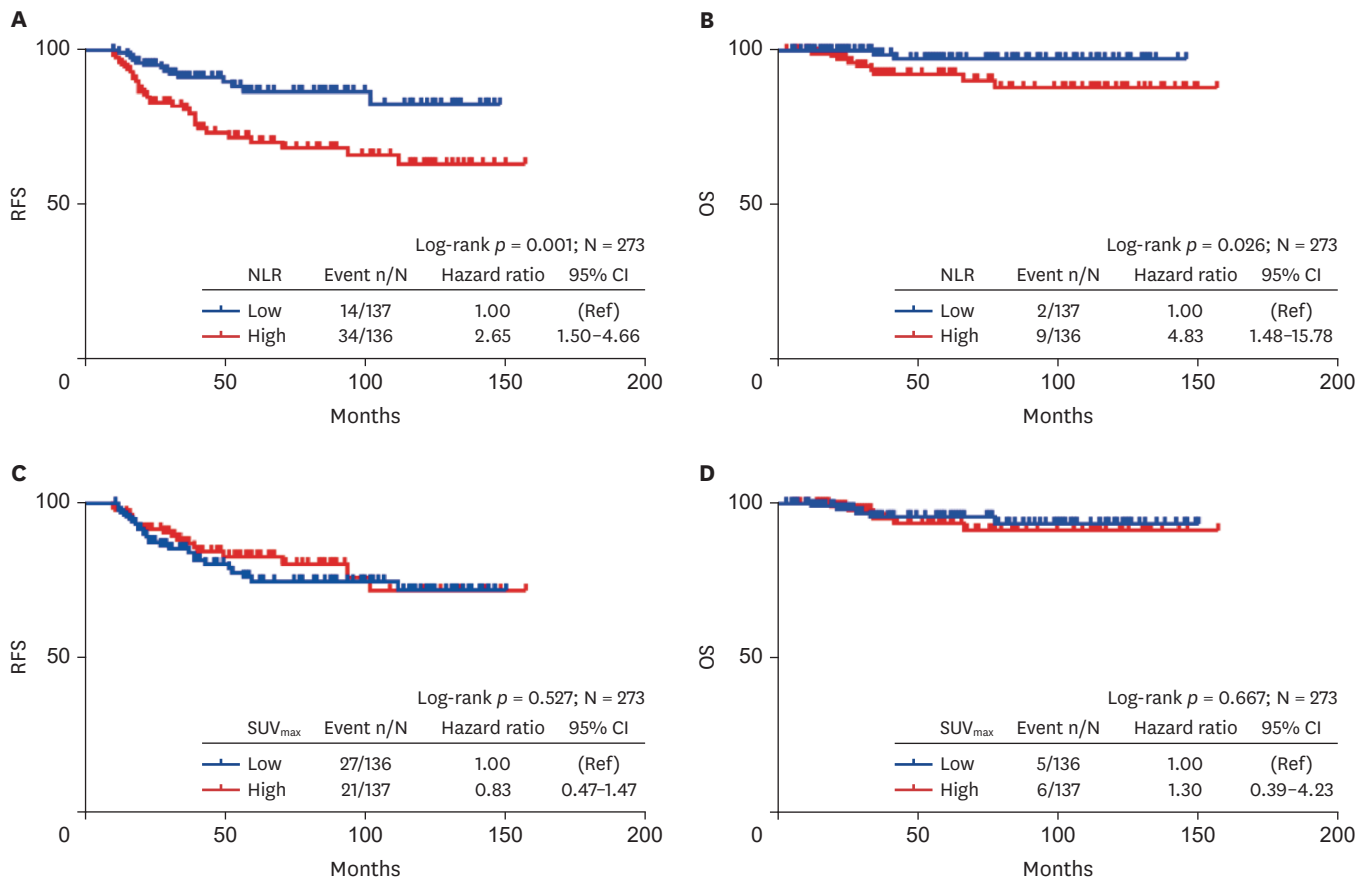 A
100
50
0
RFS
Log-rank p = 0.001; N = 273
NLR Event n/N Hazard ratio 95% CI
Low 14/137 1.00 (Ref)
High 34/136 2.65 1.50–4.66
50 100 150 200
Months
B
100
50
0
OS
Log-rank p = 0.026; N = 273
NLR Event n/N Hazard ratio 95% CI
Low 2/137 1.00 (Ref)
High 9/136 4.83 1.48–15.78
50 100 150 200
Months
C
100
50
0
RFS
Log-rank p = 0.527; N = 273
SUVmax Event n/N Hazard ratio 95% CI
Low 27/136 1.00 (Ref)
High 21/137 0.83 0.47–1.47
50 100 150 200
Months
D
100
50
0
OS
Log-rank p = 0.667; N = 273
SUVmax Event n/N Hazard ratio 95% CI
Low 5/136 1.00 (Ref)
High 6/137 1.30 0.39–4.23
50 100 150 200
Months